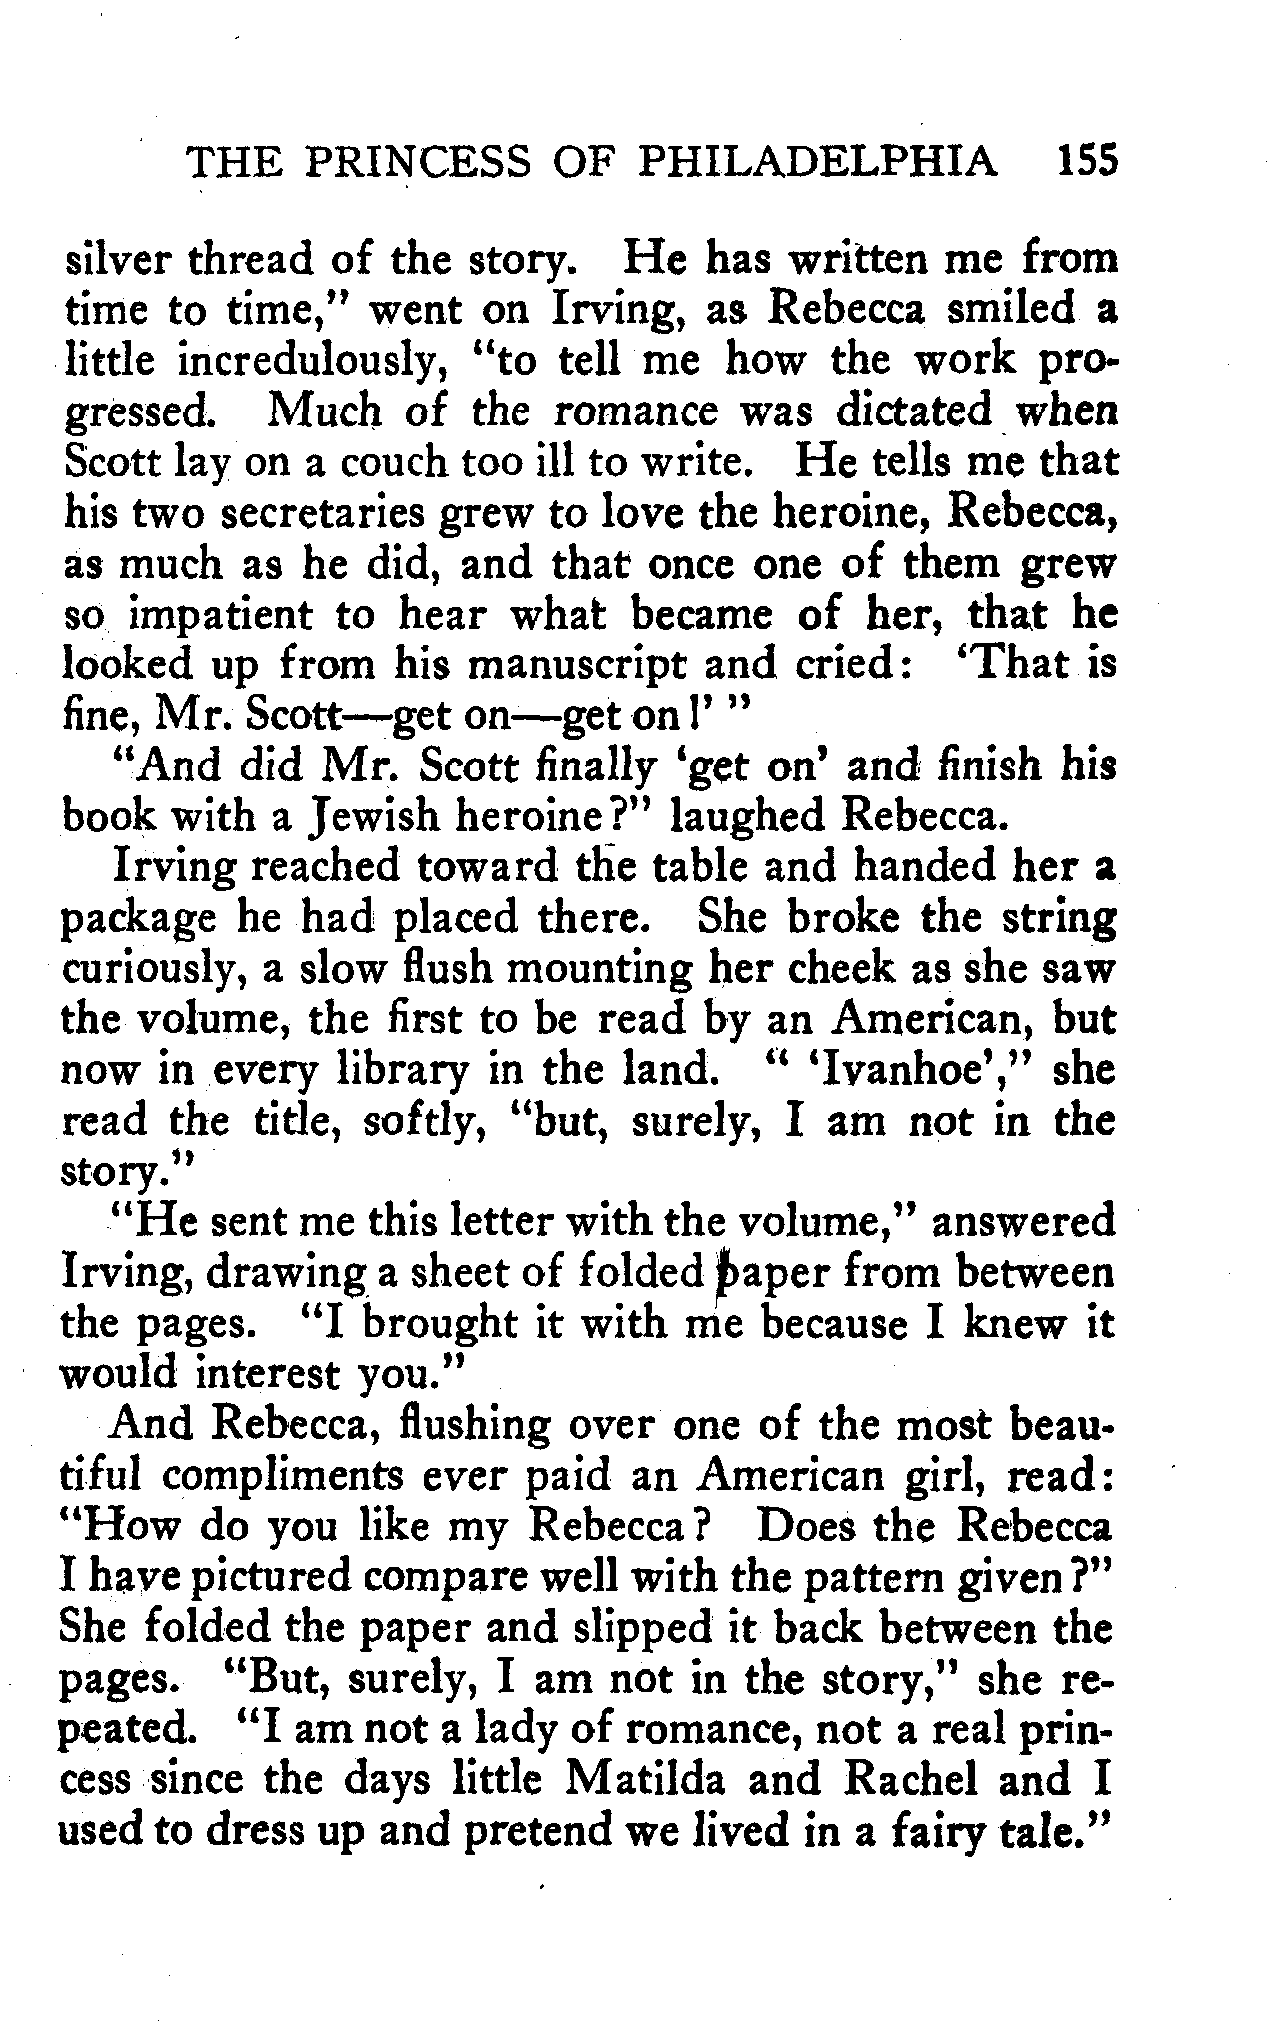 THE PRINCESS OF PHILADELPHIA 155
silver thread of the story. He has written me from
time to time," went on Irving, as Rebecca smiled a
little incredulously, "to tell me how the work pro-
gressed. Much of the romance was dictated when
Scott lay on a couch too ill to write. He tells me that
his two secretaries grew to love the heroine, Rebecca,
as much as he did, and that once one of them grew
so impatient to hear what became of her, that he
looked up from his manuscript and cried: 'That is
fine, Mr. Scott—get on—get on!' "
"And did Mr. Scott finally 'get on' and finish his
book with a Jewish heroine?" laughed Rebecca.
Irving reached toward the table and handed her a
package he had placed there. She broke the string
curiously, a slow flush mounting her cheek as she saw
the volume, the first to be read by an American, but
now in every library in the land. " 'Ivanhoe'," she
read the title, softly, "but, surely, I am not in the
story."
"He sent me this letter with the volume," answered
Irving, drawing a sheet of folded paper from between
the pages. "I brought it with me because I knew it
would interest you."
And Rebecca, flushing over one of the most beau-
tiful compliments ever paid an American girl, read:
"How do you like my Rebecca? Does the Rebecca
I have pictured compare well with the pattern given?"
She folded the paper and slipped it back between the
pages. "But, surely, I am not in the story," she re-
peated. "I am not a lady of romance, not a real prin-
cess since the days little Matilda and Rachel and I
used to dress up and pretend we lived in a fairy tale."